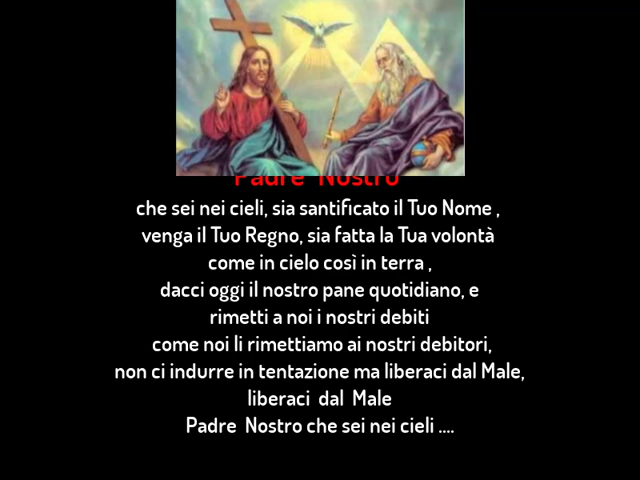 Padre Nostro
che sei nei cieli, sia santificato il Tuo Nome ,
venga il Tuo Regno, sia fatta la Tua volontà
come in cielo così in terra ,
dacci oggi il nostro pane quotidiano, e
rimetti a noi i nostri debiti
come noi li rimettiamo ai nostri debitori,
non ci indurre in tentazione ma liberaci dal Male,
liberaci dal Male
Padre Nostro che sei nei cieli ....